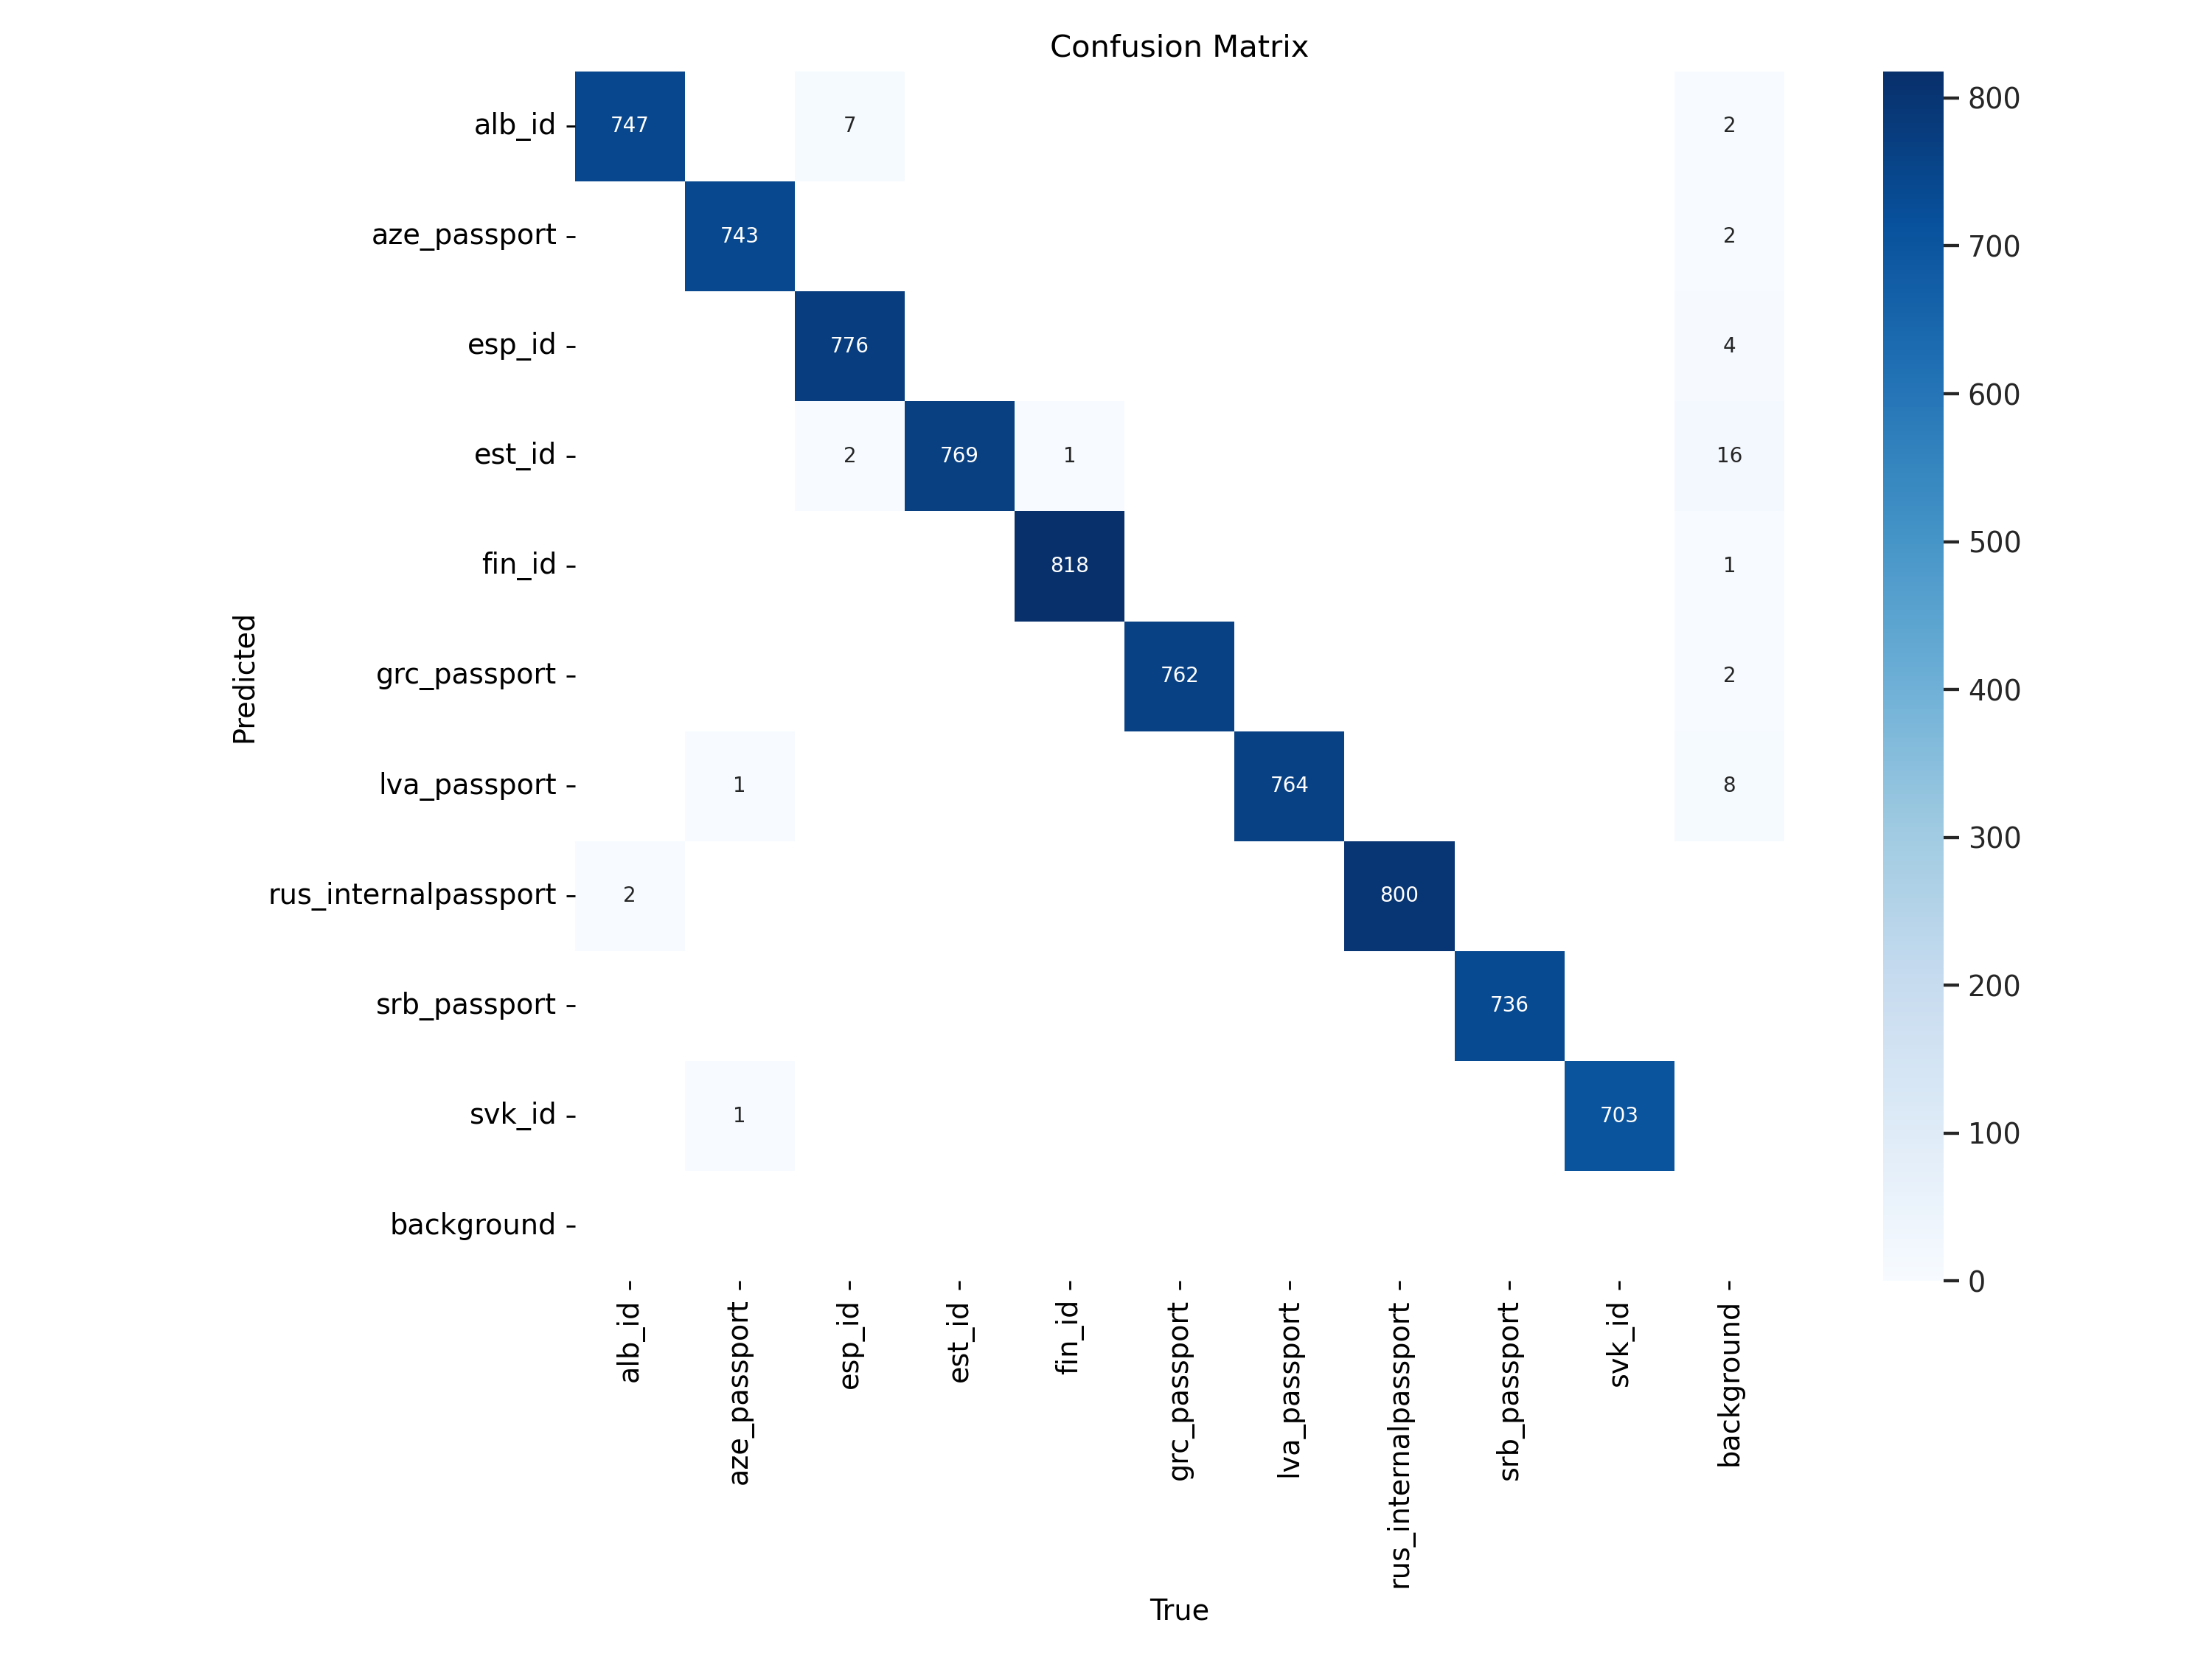 Confusion Matrix
alb_id 747 7 2
aze_passport 743 2
esp_id 776 4
est_id 2 769 1 16
fin_id 818 1
grc_passport 762 2
lva_passport 1 764 8
rus_internalpassport 2 800
srb_passport 736
svk_id 1 703
background
Predicted
alb_id
aze_passport
esp_id
est_id
fin_id
grc_passport
lva_passport
rus_internalpassport
srb_passport
svk_id
background
True
800
700
600
500
400
300
200
100
0